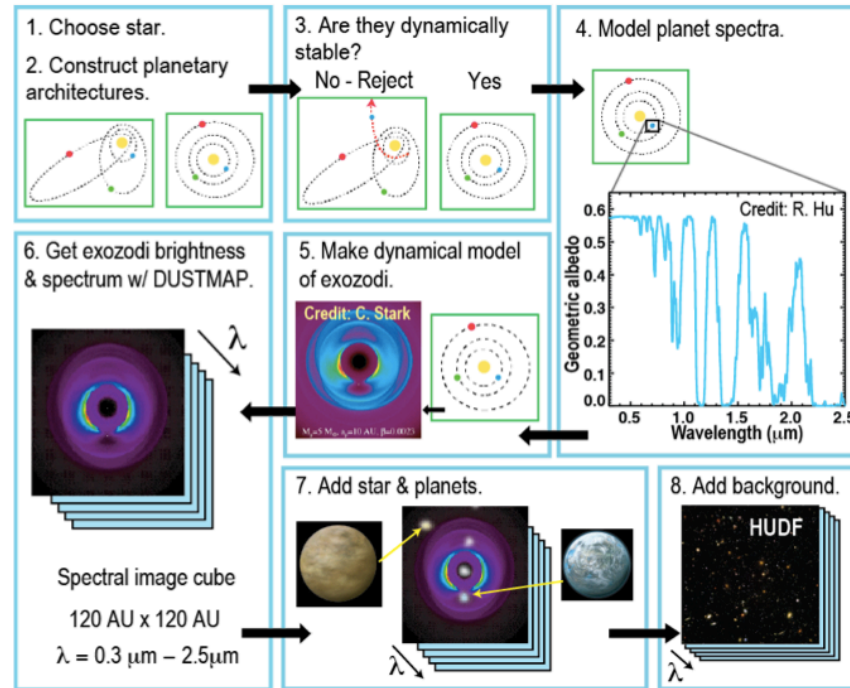 1. Choose star.
2. Construct planetary
architectures.
3. Are they dynamically
stable?
No - Reject Yes
4. Model planet spectra.
Credit: R. Hu
0.6
0.5
0.4
0.3
0.2
0.1
0.0
Geometric albedo
0.5 1.0 1.5 2.0 2.5
Wavelength (μm)
5. Make dynamical model
of exozodi.
Credit: C. Stark
6. Get exozodi brightness
& spectrum w/ DUSTMAP.
λ
Spectral image cube
120 AU x 120 AU
λ = 0.3 μm – 2.5μm
7. Add star & planets.
λ
8. Add background.
HUDF
λ